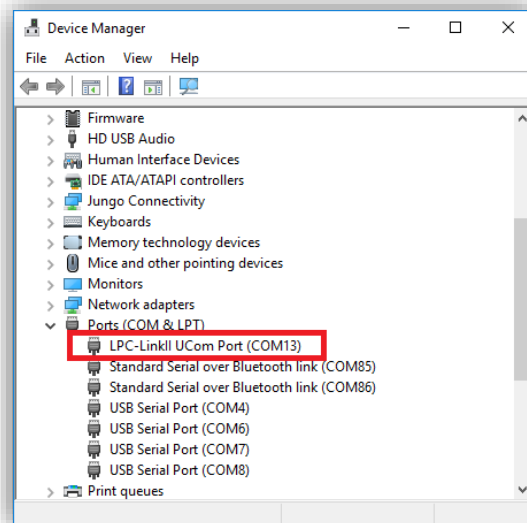 Device Manager
File Action View Help
Firmware
HD USB Audio
Human Interface Devices
IDE ATA/ATAPI controllers
Jungo Connectivity
Keyboards
Memory technology devices
Mice and other pointing devices
Monitors
Network adapters
Ports (COM & LPT)
LPC-LinkII UCom Port (COM13)
Standard Serial over Bluetooth link (COM85)
Standard Serial over Bluetooth link (COM86)
USB Serial Port (COM4)
USB Serial Port (COM6)
USB Serial Port (COM7)
USB Serial Port (COM8)
Print queues